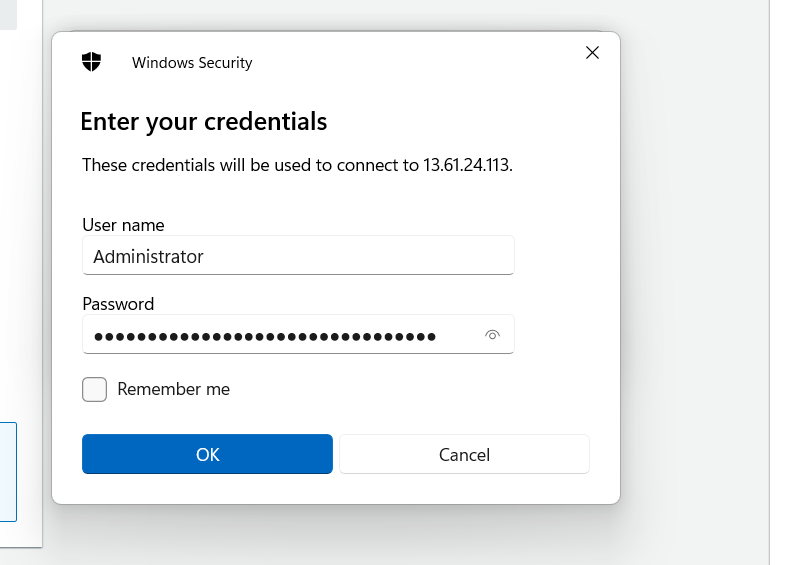 Windows Security
Enter your credentials
These credentials will be used to connect to 13.61.24.113.
User name
Administrator
Password
●●●●●●●●●●●●●●●●●●●●●●●●●●●●●●●●
Remember me
OK
Cancel